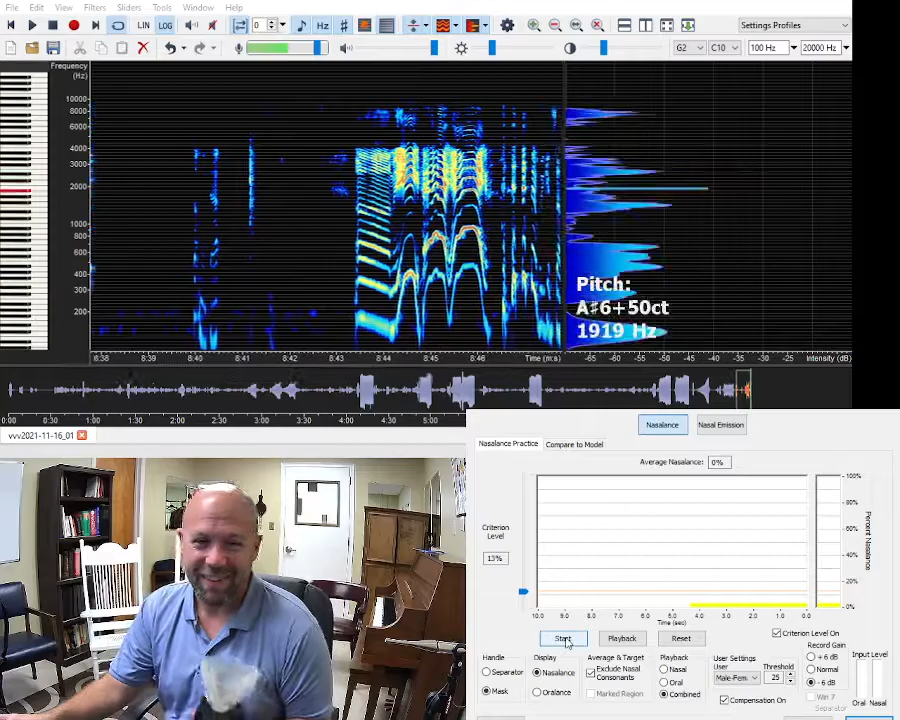 File Edit View Filters Sliders Tools Window Help
LIN LOG 0 Hz Settings Profiles
G2 C10 100 Hz 20000 Hz
Frequency (Hz)
10000
8000
6000
4000
3000
2000
1000
800
600
400
300
200
Pitch:
A♯6+50ct
1919 Hz
8:38 8:39 8:40 8:41 8:42 8:43 8:44 8:45 8:46 Time (m:s) -65 -60 -55 -50 -45 -40 -35 -30 -25 Intensity (dB)
0:00 0:30 1:00 1:30 2:00 2:30 3:00 3:30 4:00 4:30 5:00
vvv2021-11-16_01
Nasalance Nasal Emission
Nasalance Practice Compare to Model
Average Nasalance: 0%
Criterion Level
13%
100%
80%
60%
40%
20%
0%
Percent Nasalance
10.0 9.0 8.0 7.0 6.0 5.0 4.0 3.0 2.0 1.0 0.0
Time (sec)
Start Playback Reset
Criterion Level On
Handle
Separator
Mask
Display
Nasalance
Oralance
Average & Target
Exclude Nasal Consonants
Marked Region
Playback
Nasal
Oral
Combined
User Settings
User
Male-Fem
Threshold
25
Compensation On
Record Gain
+ 6 dB
Normal
- 6 dB
Win 7
Separator
Input Level
Oral Nasal